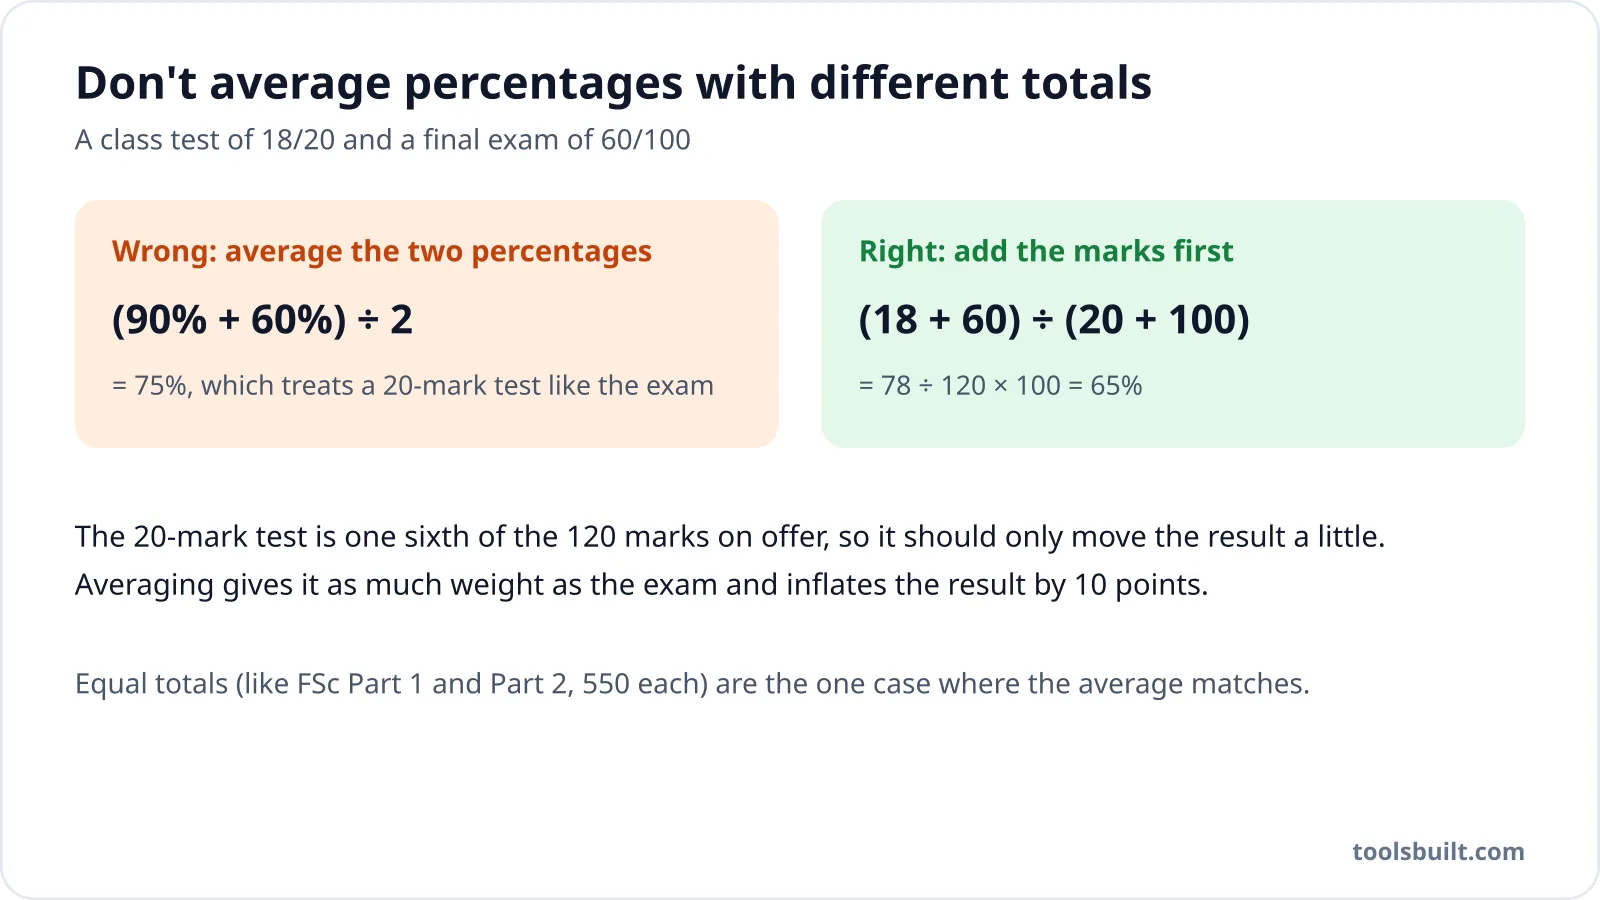 Don't average percentages with different totals
A class test of 18/20 and a final exam of 60/100
Wrong: average the two percentages
(90% + 60%) ÷ 2
= 75%, which treats a 20-mark test like the exam
Right: add the marks first
(18 + 60) ÷ (20 + 100)
= 78 ÷ 120 × 100 = 65%
The 20-mark test is one sixth of the 120 marks on offer, so it should only move the result a little.
Averaging gives it as much weight as the exam and inflates the result by 10 points.
Equal totals (like FSc Part 1 and Part 2, 550 each) are the one case where the average matches.
toolsbuilt.com